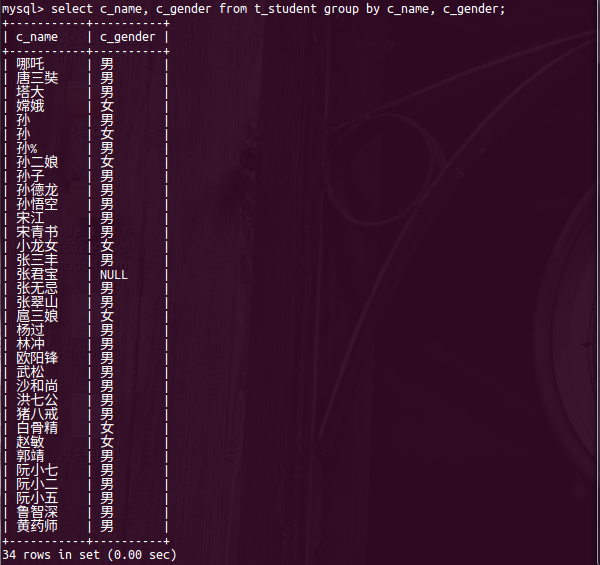 mysql> select c_name, c_gender from t_student group by c_name, c_gender;
+-----------+----------+
| c_name    | c_gender |
+-----------+----------+
| 哪吒 | 男 |
| 唐三奘 | 男 |
| 塔大 | 男 |
| 嫦娥 | 女 |
| 孙 | 男 |
| 孙 | 女 |
| 孙% | 男 |
| 孙二娘 | 女 |
| 孙子 | 男 |
| 孙德龙 | 男 |
| 孙悟空 | 男 |
| 宋江 | 男 |
| 宋青书 | 男 |
| 小龙女 | 女 |
| 张三丰 | 男 |
| 张君宝 | NULL |
| 张无忌 | 男 |
| 张翠山 | 男 |
| 扈三娘 | 女 |
| 杨过 | 男 |
| 林冲 | 男 |
| 欧阳锋 | 男 |
| 武松 | 男 |
| 沙和尚 | 男 |
| 洪七公 | 男 |
| 猪八戒 | 男 |
| 白骨精 | 女 |
| 赵敏 | 女 |
| 郭靖 | 男 |
| 阮小七 | 男 |
| 阮小二 | 男 |
| 阮小五 | 男 |
| 鲁智深 | 男 |
| 黄药师 | 男 |
+-----------+----------+
34 rows in set (0.00 sec)